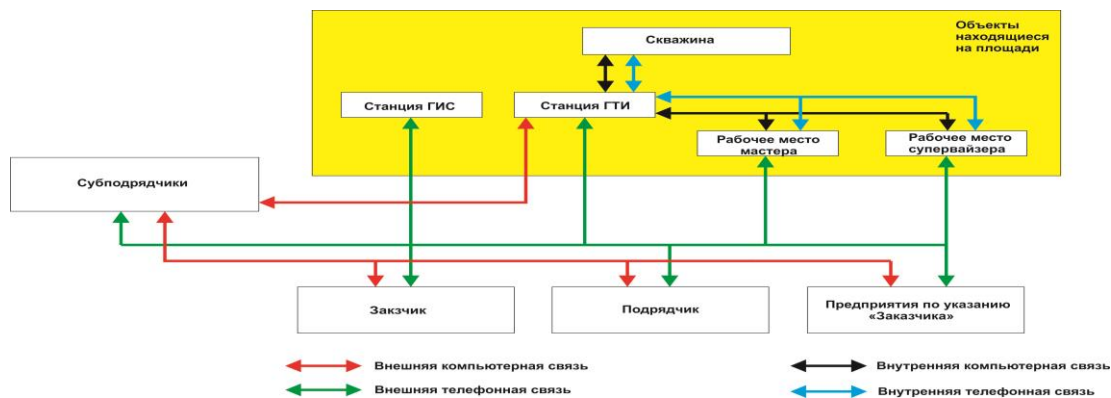 Объекты
находящиеся
на площади
Скважина
Станция ГИС
Станция ГТИ
Рабочее место
мастера
Рабочее место
супервайзера
Субподрядчики
Закзчик
Подрядчик
Предприятия по указанию
«Заказчика»
Внешняя компьютерная связь
Внутренняя компьютерная связь
Внешняя телефонная связь
Внутренняя телефонная связь